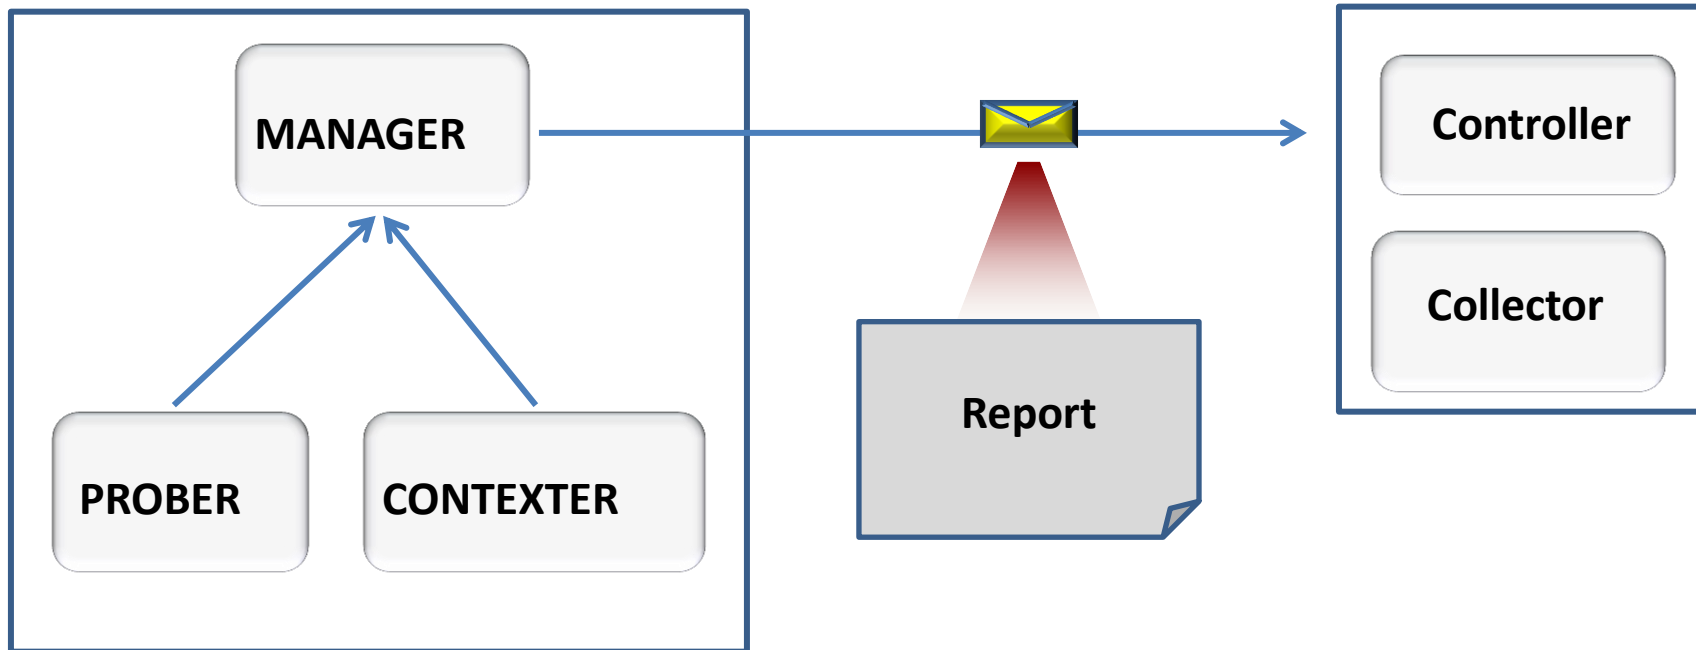 MANAGER
Controller
Collector
Report
PROBER
CONTEXTER